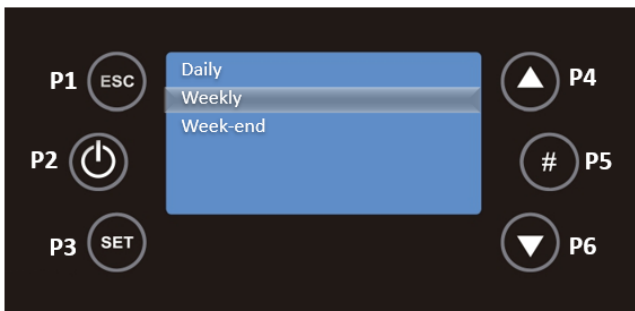 P1 ESC
Daily
Weekly
Week-end
P4
P2
# P5
P3 SET
P6